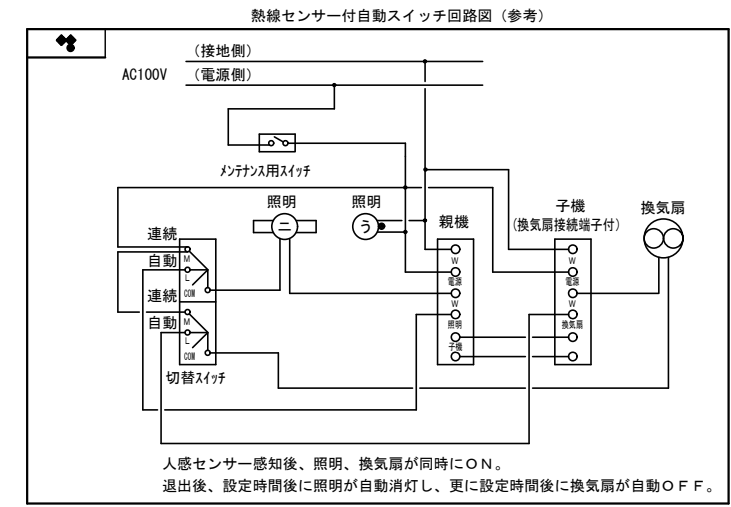 熱線センサー付自動スイッチ回路図（参考）
（接地側）
AC100V （電源側）
メンテナンス用スイッチ
照明
ニ
照明
う
親機
子機
（換気扇接続端子付）
換気扇
連続
自動
M
L
COM
連続
自動
M
L
COM
切替スイッチ
W
電源
W
照明
子機
W
電源
W
換気扇
人感センサー感知後、照明、換気扇が同時にＯＮ。
退出後、設定時間後に照明が自動消灯し、更に設定時間後に換気扇が自動ＯＦＦ。